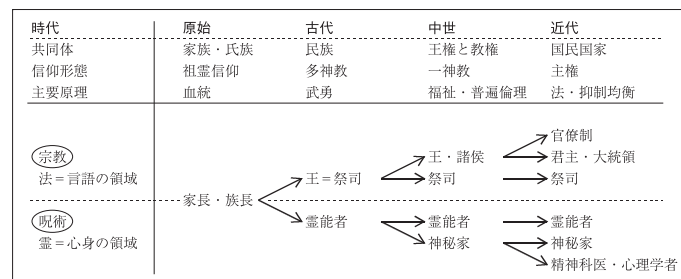 時代 原始 古代 中世 近代
共同体 家族・氏族 民族 王権と教権 国民国家
信仰形態 祖霊信仰 多神教 一神教 主権
主要原理 血統 武勇 福祉・普遍倫理 法・抑制均衡
官僚制
宗教 王・諸侯 君主・大統領
法＝言語の領域 王＝祭司 祭司 祭司
家長・族長
呪術 霊能者 霊能者 霊能者
霊＝心身の領域 神秘家 神秘家
精神科医・心理学者